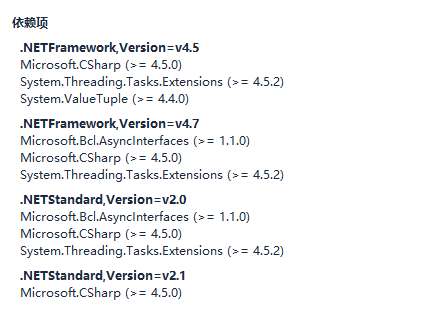 依赖项
.NETFramework,Version=v4.5
Microsoft.CSharp (>= 4.5.0)
System.Threading.Tasks.Extensions (>= 4.5.2)
System.ValueTuple (>= 4.4.0)
.NETFramework,Version=v4.7
Microsoft.Bcl.AsyncInterfaces (>= 1.1.0)
Microsoft.CSharp (>= 4.5.0)
System.Threading.Tasks.Extensions (>= 4.5.2)
.NETStandard,Version=v2.0
Microsoft.Bcl.AsyncInterfaces (>= 1.1.0)
Microsoft.CSharp (>= 4.5.0)
System.Threading.Tasks.Extensions (>= 4.5.2)
.NETStandard,Version=v2.1
Microsoft.CSharp (>= 4.5.0)